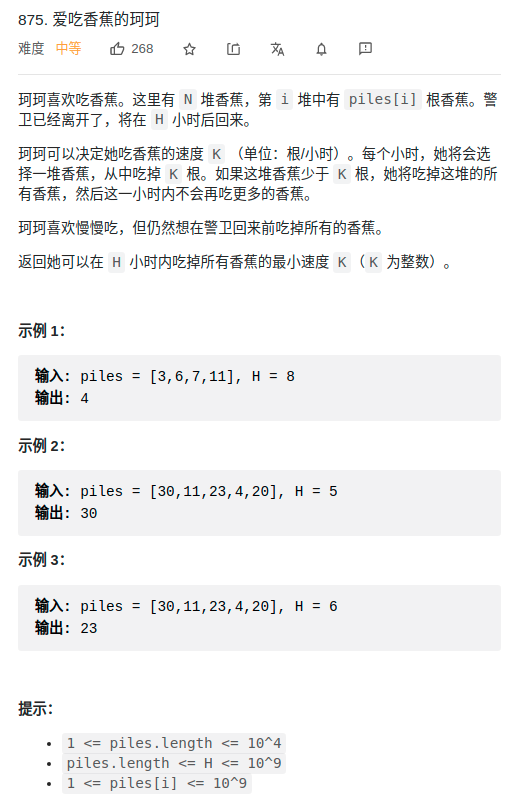 875. 爱吃香蕉的珂珂
难度 中等 268
珂珂喜欢吃香蕉。这里有 N 堆香蕉，第 i 堆中有 piles[i] 根香蕉。警
卫已经离开了，将在 H 小时后回来。
珂珂可以决定她吃香蕉的速度 K （单位：根/小时）。每个小时，她将会选
择一堆香蕉，从中吃掉 K 根。如果这堆香蕉少于 K 根，她将吃掉这堆的所
有香蕉，然后这一小时内不会再吃更多的香蕉。
珂珂喜欢慢慢吃，但仍然想在警卫回来前吃掉所有的香蕉。
返回她可以在 H 小时内吃掉所有香蕉的最小速度 K（ K 为整数）。
示例 1：
输入: piles = [3,6,7,11], H = 8
输出: 4
示例 2：
输入: piles = [30,11,23,4,20], H = 5
输出: 30
示例 3：
输入: piles = [30,11,23,4,20], H = 6
输出: 23
提示：
• 1 <= piles.length <= 10^4
• piles.length <= H <= 10^9
• 1 <= piles[i] <= 10^9